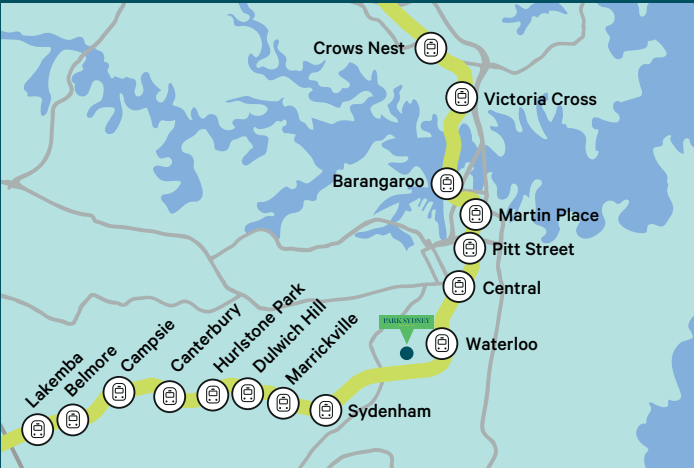 Crows Nest
Victoria Cross
Barangaroo
Martin Place
Pitt Street
Central
PARK SYDNEY
Waterloo
Lakemba
Belmore
Campsie
Canterbury
Hurlstone Park
Dulwich Hill
Marrickville
Sydenham